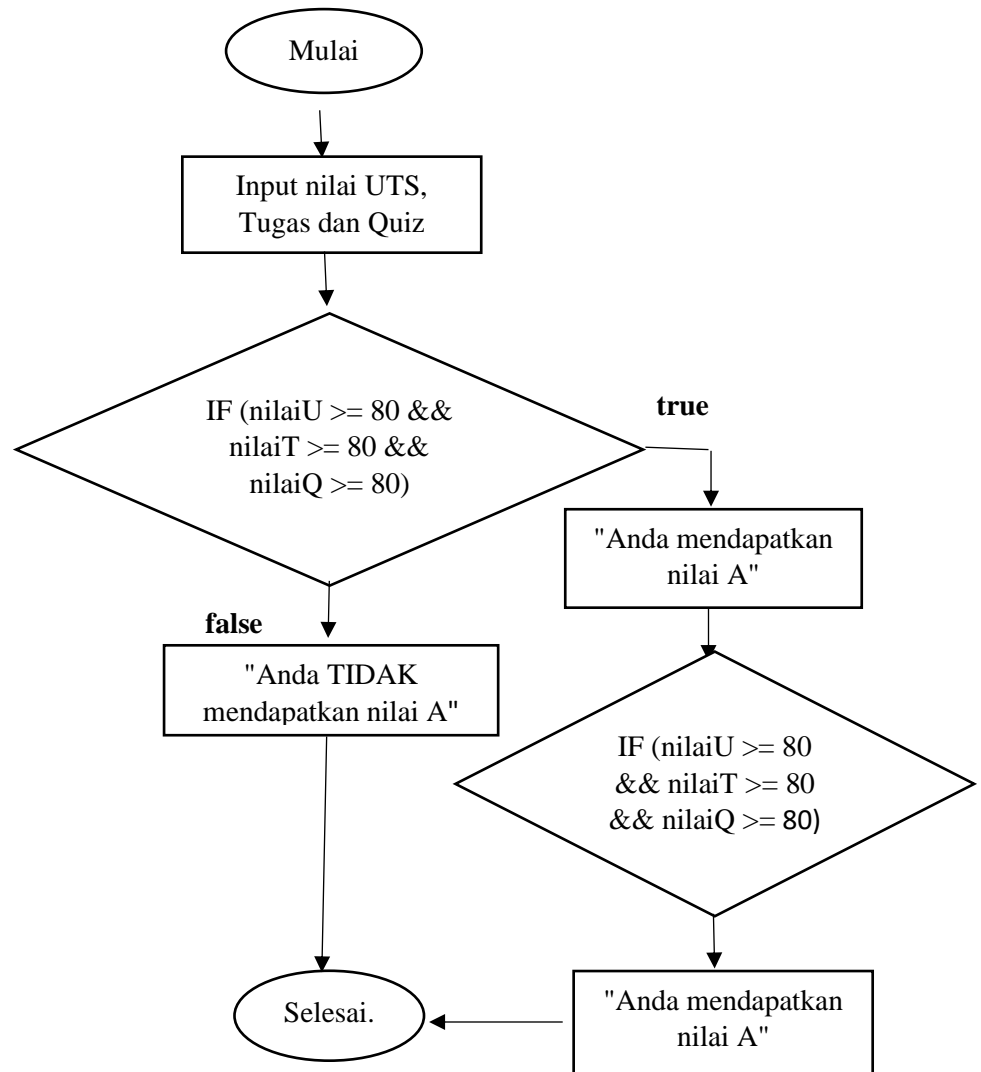 Mulai
Input nilai UTS,
Tugas dan Quiz
IF (nilaiU >= 80 &&
nilaiT >= 80 &&
nilaiQ >= 80)
true
"Anda mendapatkan
nilai A"
false
"Anda TIDAK
mendapatkan nilai A"
IF (nilaiU >= 80
&& nilaiT >= 80
&& nilaiQ >= 80)
"Anda mendapatkan
nilai A"
Selesai.